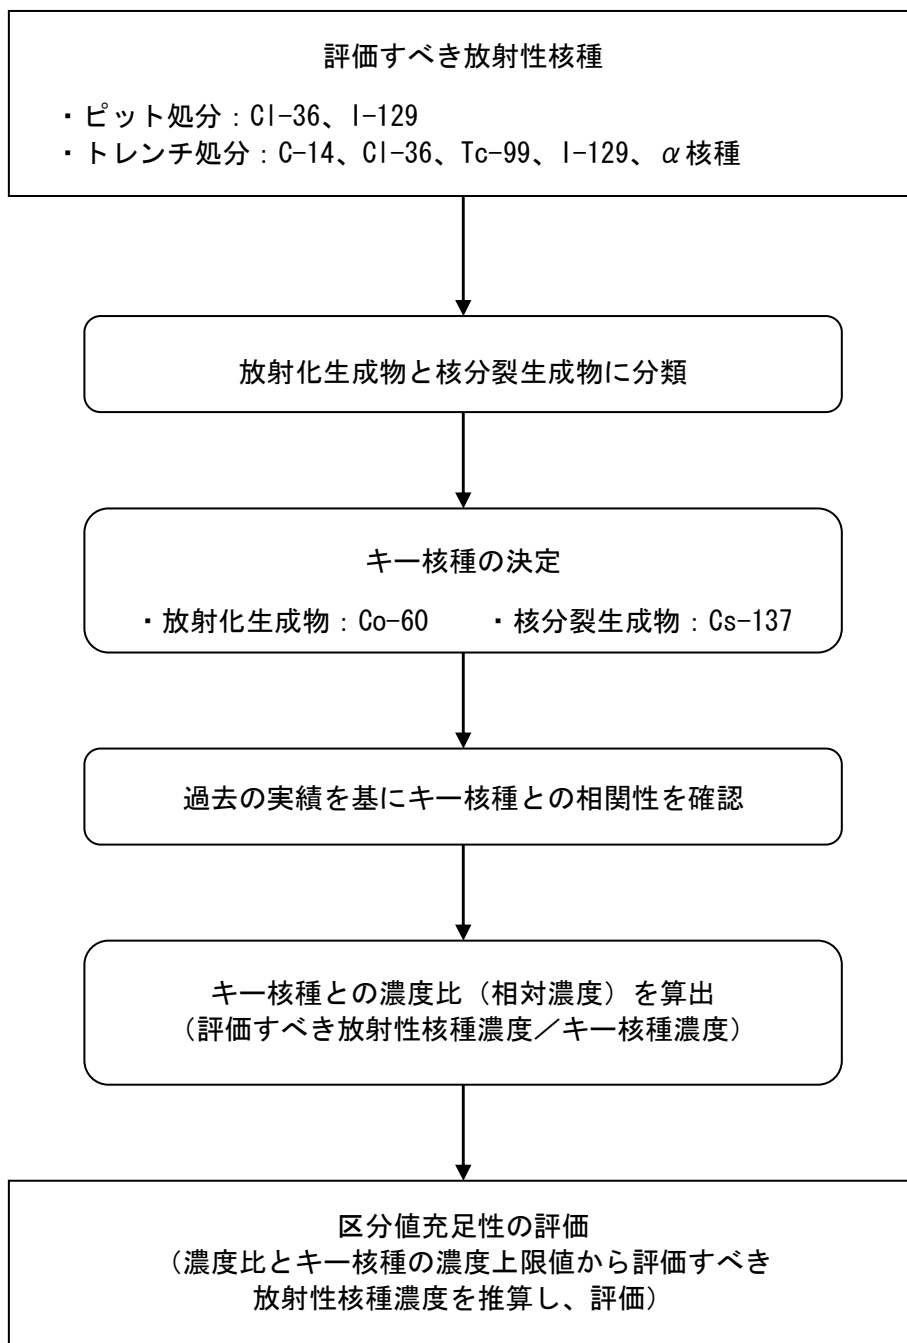 評価すべき放射性核種
・ピット処分：Cl-36、I-129
・トレンチ処分：C-14、Cl-36、Tc-99、I-129、α核種
放射化生成物と核分裂生成物に分類
キー核種の決定
・放射化生成物：Co-60　　・核分裂生成物：Cs-137
過去の実績を基にキー核種との相関性を確認
キー核種との濃度比（相対濃度）を算出
（評価すべき放射性核種濃度／キー核種濃度）
区分値充足性の評価
（濃度比とキー核種の濃度上限値から評価すべき
放射性核種濃度を推算し、評価）